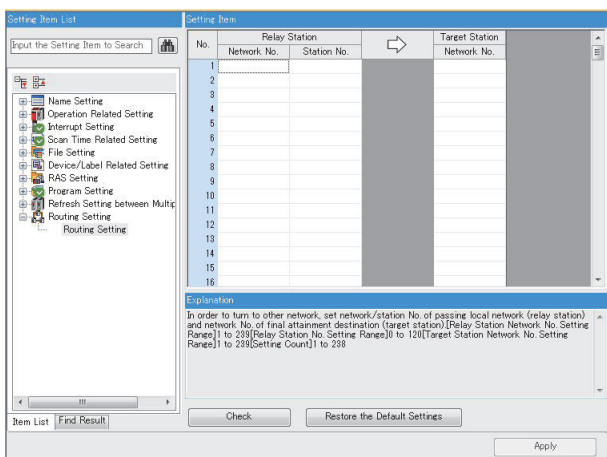 Setting Item List
Input the Setting Item to Search
Name Setting
Operation Related Setting
Interrupt Setting
Scan Time Related Setting
File Setting
Device/Label Related Setting
RAS Setting
Program Setting
Refresh Setting between Multip
Routing Setting
Routing Setting
Item List
Find Result
Setting Item
No.
Relay Station
Target Station
Network No.
Station No.
Network No.
1
2
3
4
5
6
7
8
9
10
11
12
13
14
15
16
Explanation
In order to turn to other network, set network/station No. of passing local network (relay station)
and network No. of final attainment destination (target station).[Relay Station Network No. Setting
Range]1 to 239[Relay Station No. Setting Range]0 to 120[Target Station Network No. Setting
Range]1 to 239[Setting Count]1 to 238
Check
Restore the Default Settings
Apply